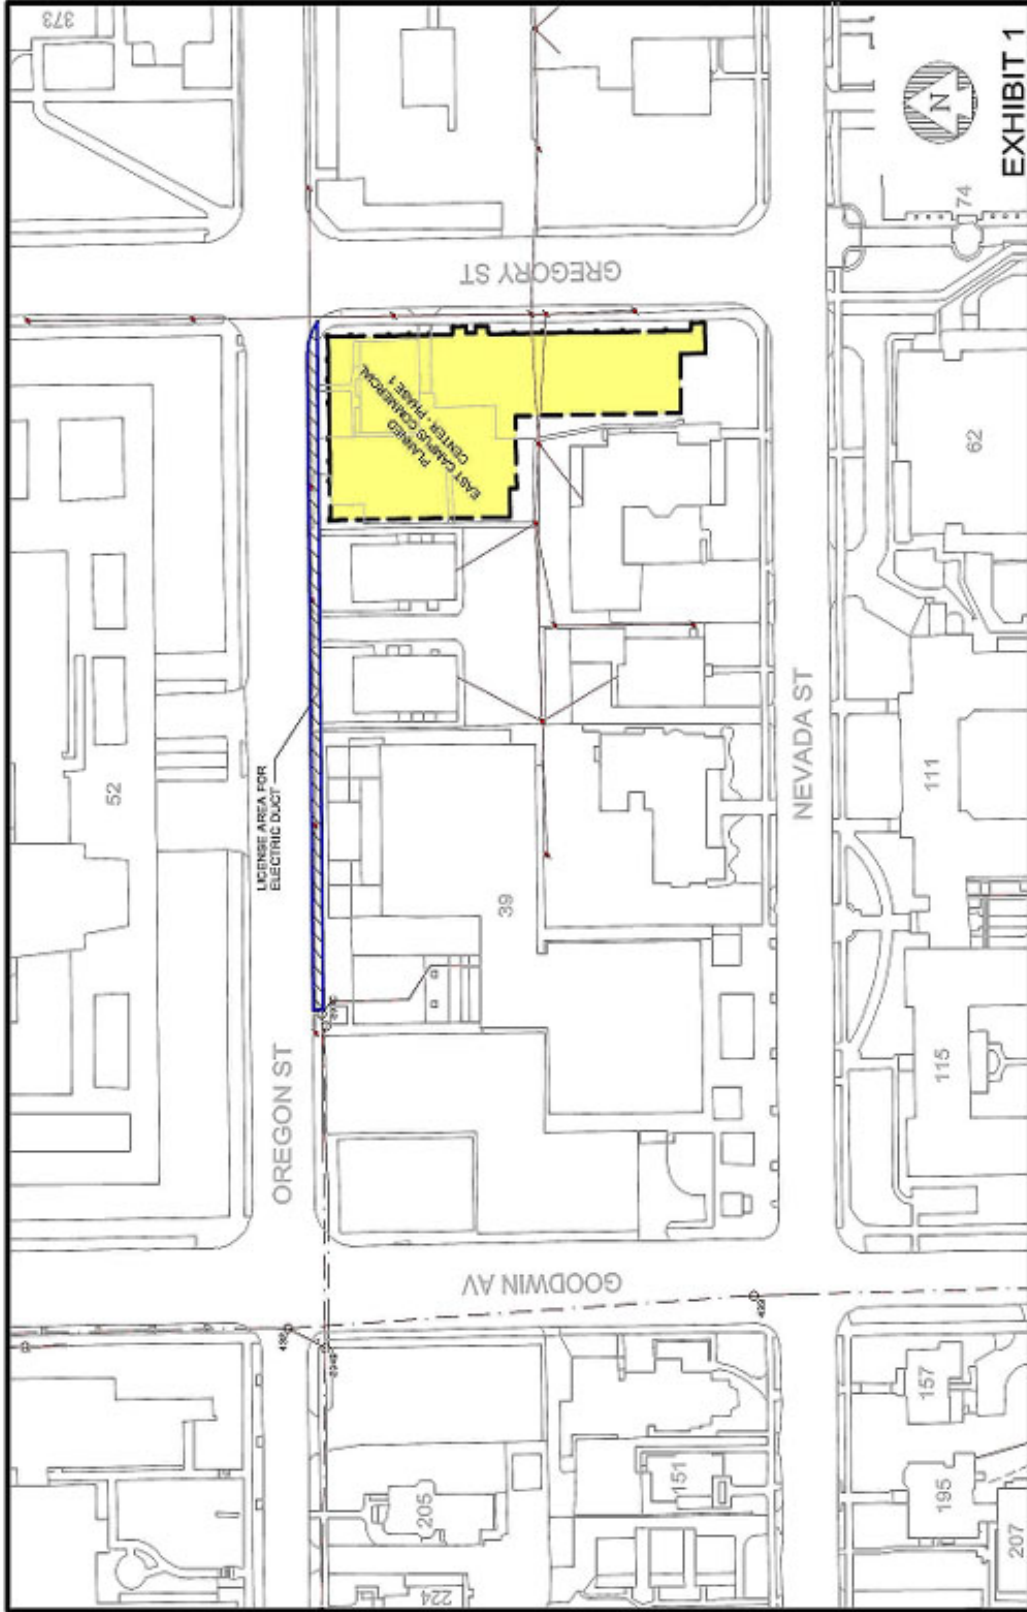 EXHIBIT 1
N
373
74
GREGORY ST
PLANNED
EAST CAMPUS COMMERCIAL
CENTER - PHASE 1
62
LICENSE AREA FOR
ELECTRIC DUCT
52
NEVADA ST
111
39
OREGON ST
115
GOODWIN AV
157
151
205
195
224
207